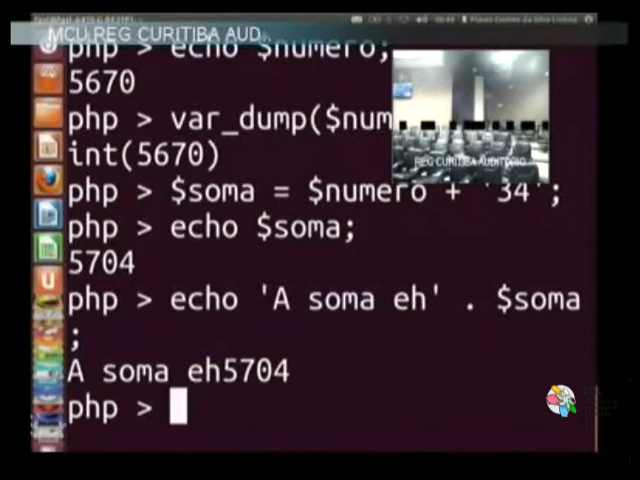 MCU REG CURITIBA AUD
php > echo $numero;
5670
php > var_dump($num
int(5670)
REG CURITIBA AUDITORIO
php > $soma = $numero + '34';
php > echo $soma;
5704
php > echo 'A soma eh' . $soma
;
A soma eh5704
php >